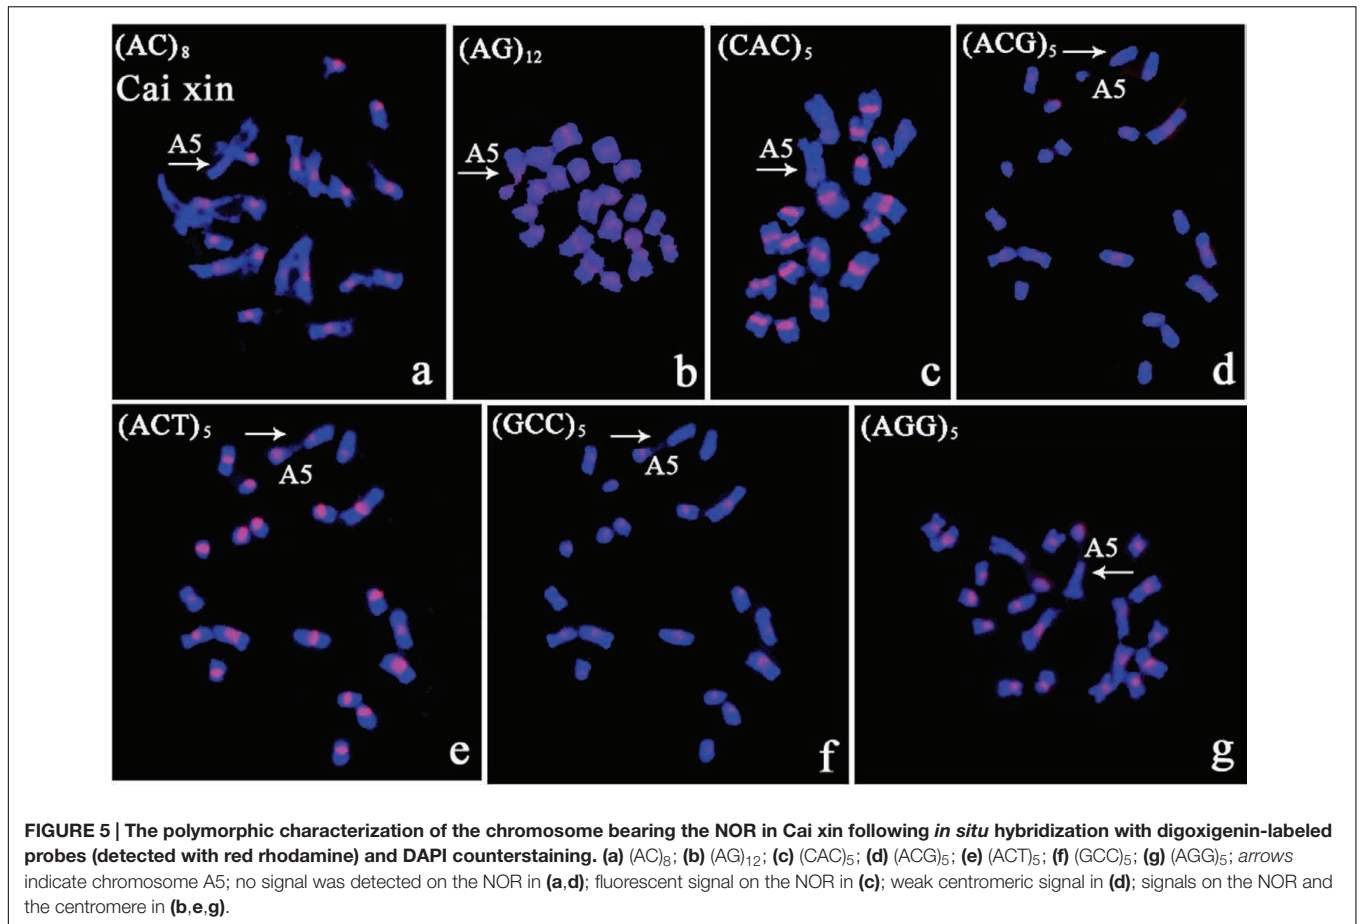 (AC)₈
Cai xin
A5
a
(AG)₁₂
A5
b
(CAC)₅
A5
c
(ACG)₅
A5
d
(ACT)₅
A5
e
(GCC)₅
A5
f
(AGG)₅
A5
g
FIGURE 5 | The polymorphic characterization of the chromosome bearing the NOR in Cai xin following in situ hybridization with digoxigenin-labeled
probes (detected with red rhodamine) and DAPI counterstaining. (a) (AC)₈; (b) (AG)₁₂; (c) (CAC)₅; (d) (ACG)₅; (e) (ACT)₅; (f) (GCC)₅; (g) (AGG)₅; arrows
indicate chromosome A5; no signal was detected on the NOR in (a,d); fluorescent signal on the NOR in (c); weak centromeric signal in (d); signals on the NOR and
the centromere in (b,e,g).